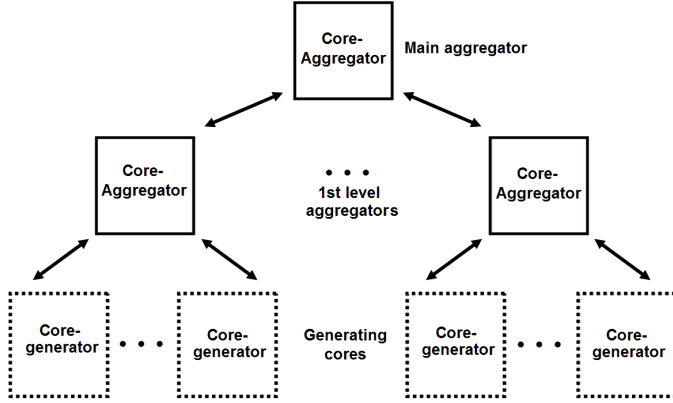 Core-
Aggregator
Main aggregator
Core-
Aggregator
• • •
1st level
aggregators
Core-
Aggregator
Core-
generator
• • •
Core-
generator
Generating
cores
Core-
generator
• • •
Core-
generator